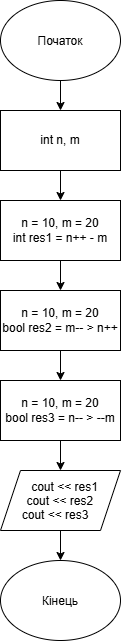 Початок
int n, m
n = 10, m = 20
int res1 = n++ - m
n = 10, m = 20
bool res2 = m-- > n++
n = 10, m = 20
bool res3 = n-- > --m
cout << res1
cout << res2
cout << res3
Кінець